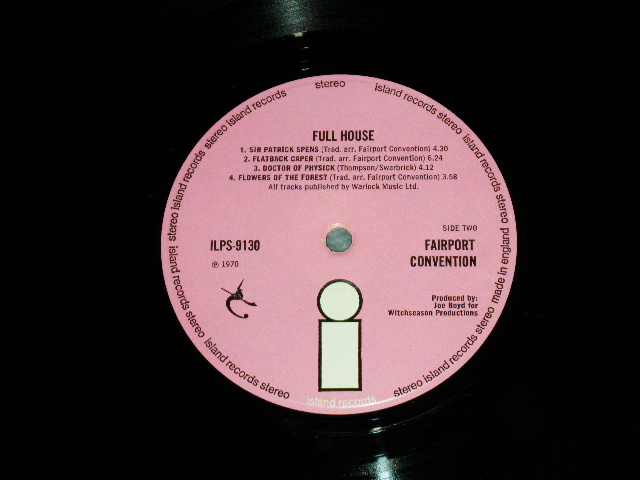 stereo
island records
island records stereo
FULL HOUSE
1. SIR PATRICK SPENS (Trad. arr. Fairport Convention) 4.30
2. FLATBACK CAPER (Trad. arr. Fairport Convention) 6.24
3. DOCTOR OF PHYSICK (Thompson/Swarbrick) 4.12
4. FLOWERS OF THE FOREST (Trad. arr. Fairport Convention) 3.58
All tracks published by Warlock Music Ltd.
SIDE TWO
ILPS-9130
FAIRPORT
CONVENTION
℗ 1970
Produced by:
Joe Boyd for
Witchseason Productions
i
stereo island records
stereo island records
island records stereo
island records stereo
made in england
stereo island records stereo
island records